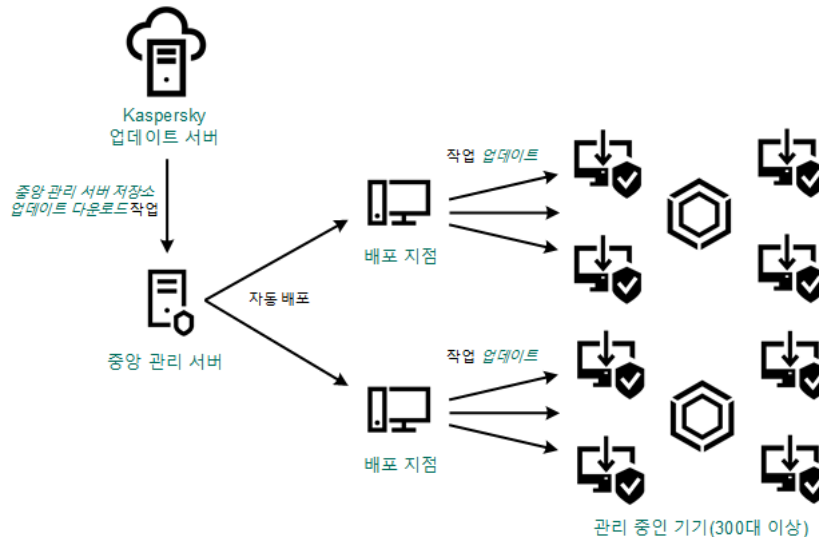 Kaspersky
업데이트 서버
중앙 관리 서버 저장소
업데이트 다운로드작업
중앙 관리 서버
자동 배포
작업 업데이트
배포 지점
작업 업데이트
배포 지점
관리 중인 기기(300대 이상)